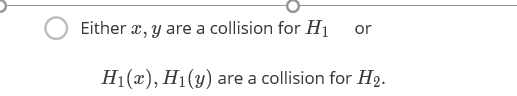 Either x, y are a collision for H₁ or
H₁(x), H₁(y) are a collision for H₂.